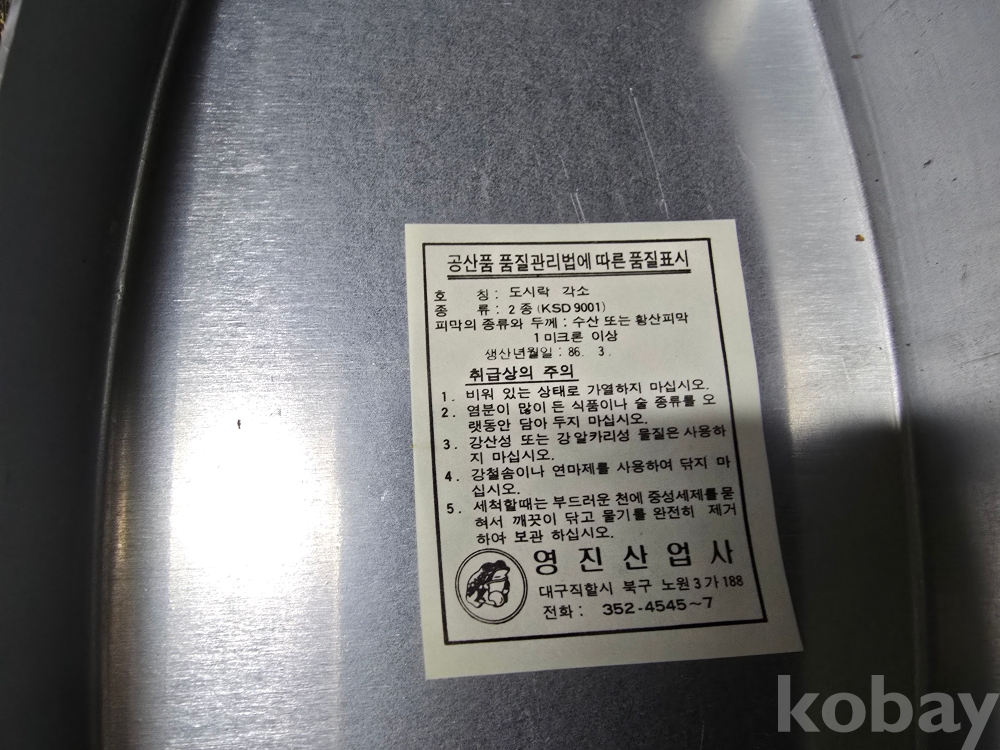 공산품 품질관리법에 따른 품질표시
호 칭 : 도시락 각소
종 류 : 2 종 (KSD 9001)
피막의 종류와 두께 : 수산 또는 황산피막
1 미크론 이상
생산년월일 : 86. 3.
취급상의 주의
1. 비워 있는 상태로 가열하지 마십시오.
2. 염분이 많이 든 식품이나 술 종류를 오
랫동안 담아 두지 마십시오.
3. 강산성 또는 강알카리성 물질은 사용하
지 마십시오.
4. 강철솜이나 연마제를 사용하여 닦지 마
십시오.
5. 세척할때는 부드러운 천에 중성세제를 묻
혀서 깨끗이 닦고 물기를 완전히 제거
하여 보관 하십시오.
영진산업사
대구직할시 북구 노원 3 가 188
전화 : 352-4545~7
kobay